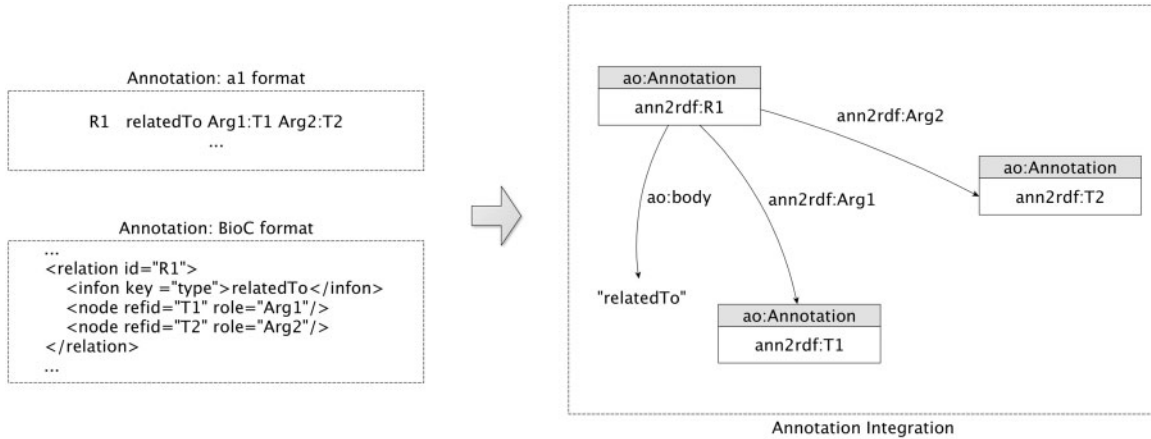 Annotation: a1 format
R1 relatedTo Arg1:T1 Arg2:T2
...
Annotation: BioC format
...
<relation id="R1">
<infon key ="type">relatedTo</infon>
<node refid="T1" role="Arg1"/>
<node refid="T2" role="Arg2"/>
</relation>
...
ao:Annotation
ann2rdf:R1
ann2rdf:Arg2
ao:Annotation
ann2rdf:T2
ao:body
ann2rdf:Arg1
"relatedTo"
ao:Annotation
ann2rdf:T1
Annotation Integration